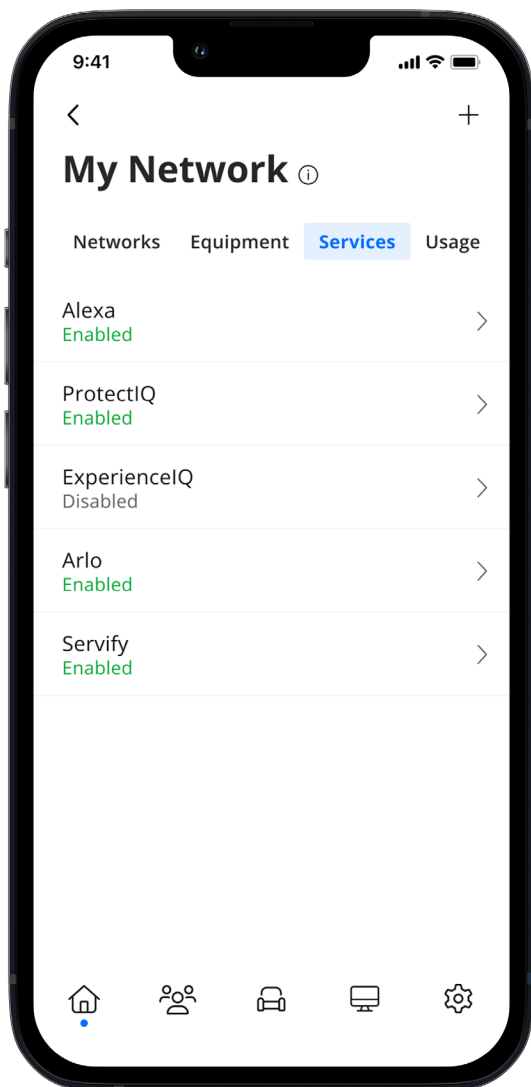 9:41
My Network
Networks Equipment Services Usage
Alexa
Enabled
ProtectIQ
Enabled
ExperienceIQ
Disabled
Arlo
Enabled
Servify
Enabled